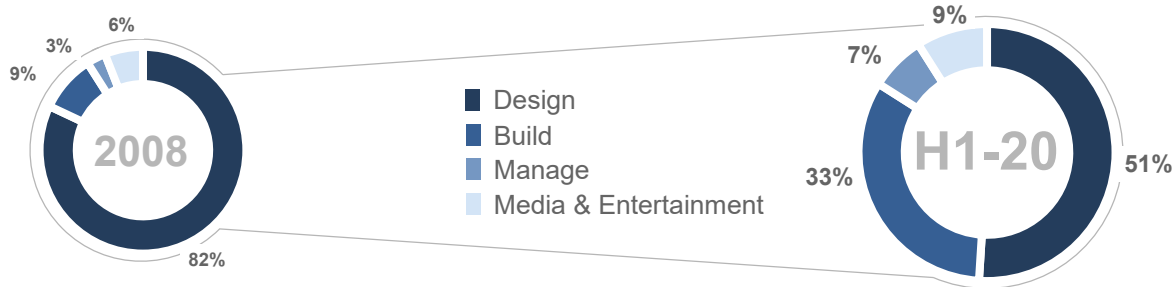 6%
3%
9%
2008
82%
Design
Build
Manage
Media & Entertainment
9%
7%
33%
H1-20
51%